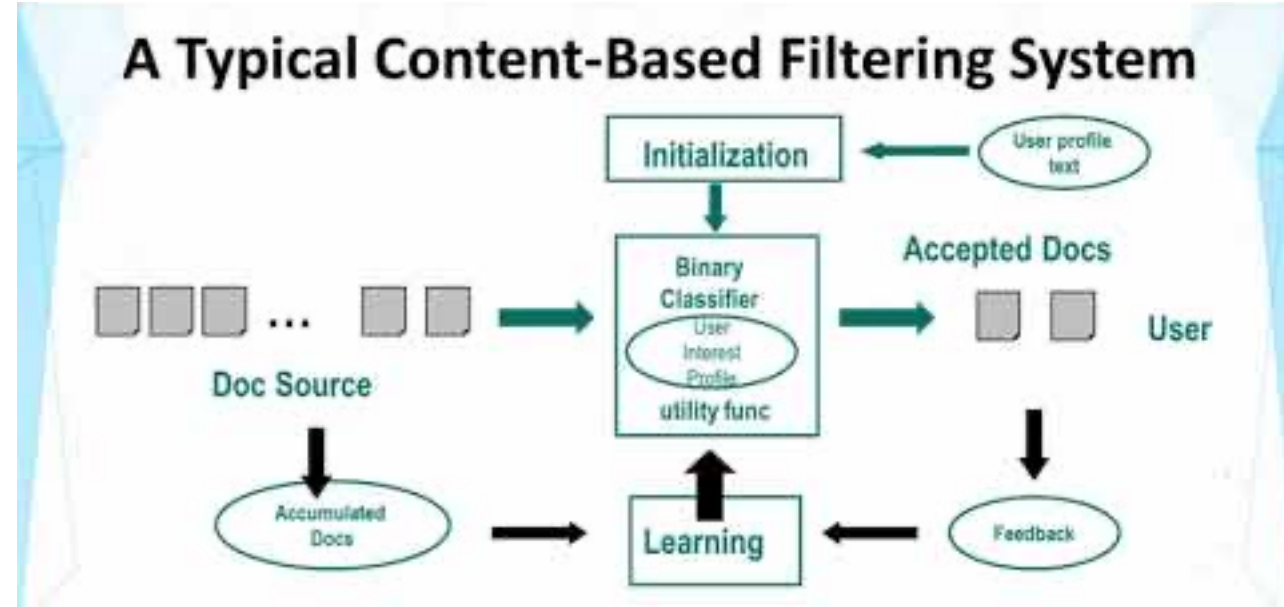 A Typical Content-Based Filtering System
User profile
text
Initialization
Binary
Classifier
User
Interest
Profile
utility func
Accepted Docs
...
User
Doc Source
Accumulated
Docs
Learning
Feedback